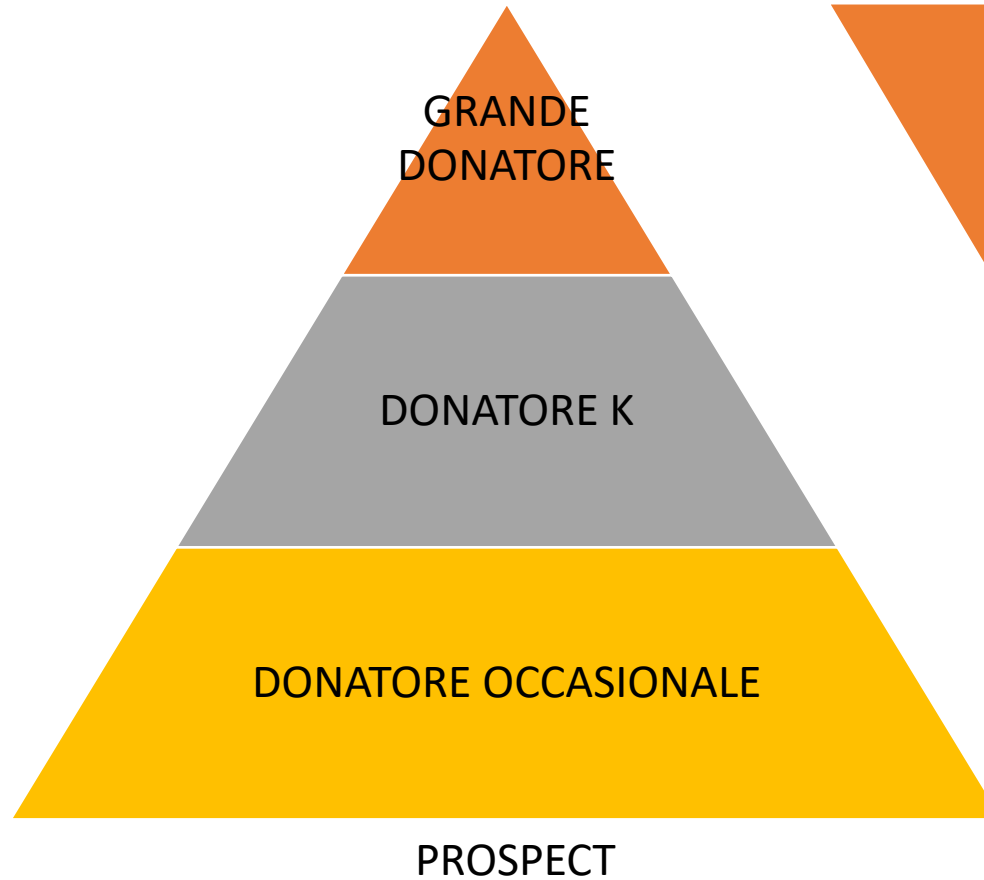 GRANDE
DONATORE
DONATORE K
DONATORE OCCASIONALE
PROSPECT